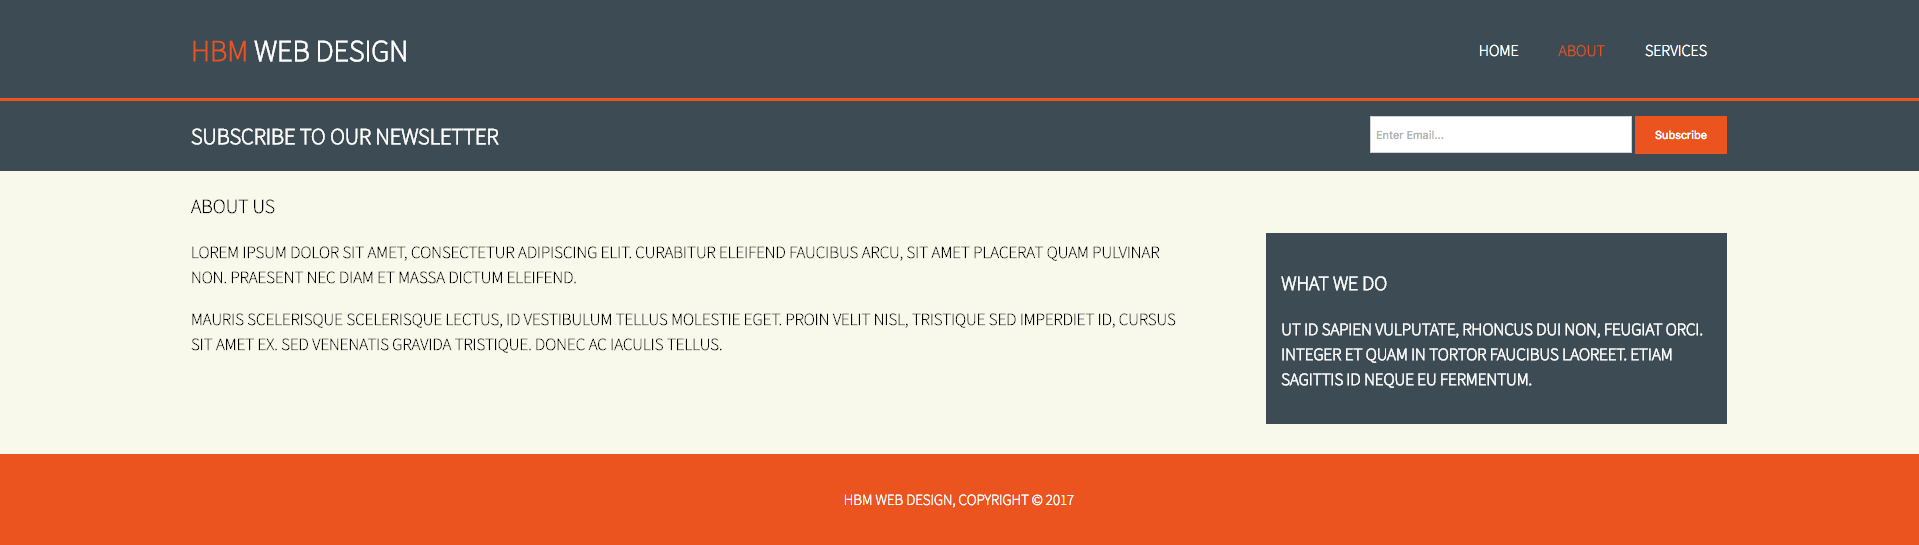 HBM WEB DESIGN
HOME ABOUT SERVICES
SUBSCRIBE TO OUR NEWSLETTER
Enter Email...
Subscribe
ABOUT US
LOREM IPSUM DOLOR SIT AMET, CONSECTETUR ADIPISCING ELIT. CURABITUR ELEIFEND FAUCIBUS ARCU, SIT AMET PLACERAT QUAM PULVINAR
NON. PRAESENT NEC DIAM ET MASSA DICTUM ELEIFEND.
MAURIS SCELERISQUE SCELERISQUE LECTUS, ID VESTIBULUM TELLUS MOLESTIE EGET. PROIN VELIT NISL, TRISTIQUE SED IMPERDIET ID, CURSUS
SIT AMET EX. SED VENENATIS GRAVIDA TRISTIQUE. DONEC AC IACULIS TELLUS.
WHAT WE DO
UT ID SAPIEN VULPUTATE, RHONCUS DUI NON, FEUGIAT ORCI.
INTEGER ET QUAM IN TORTOR FAUCIBUS LAOREET. ETIAM
SAGITTIS ID NEQUE EU FERMENTUM.
HBM WEB DESIGN, COPYRIGHT © 2017